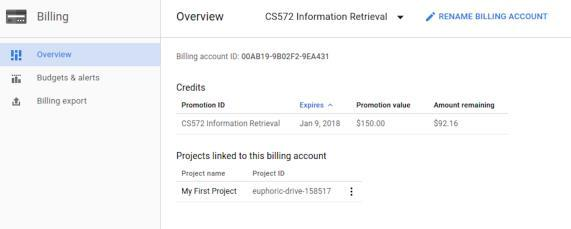 Billing
Overview CS572 Information Retrieval RENAME BILLING ACCOUNT
Overview
Budgets & alerts
Billing export
Billing account ID: 00AB19-9B02F2-9EA431
Credits
Promotion ID Expires Promotion value Amount remaining
CS572 Information Retrieval Jan 9, 2018 $150.00 $92.16
Projects linked to this billing account
Project name Project ID
My First Project euphoric-drive-158517